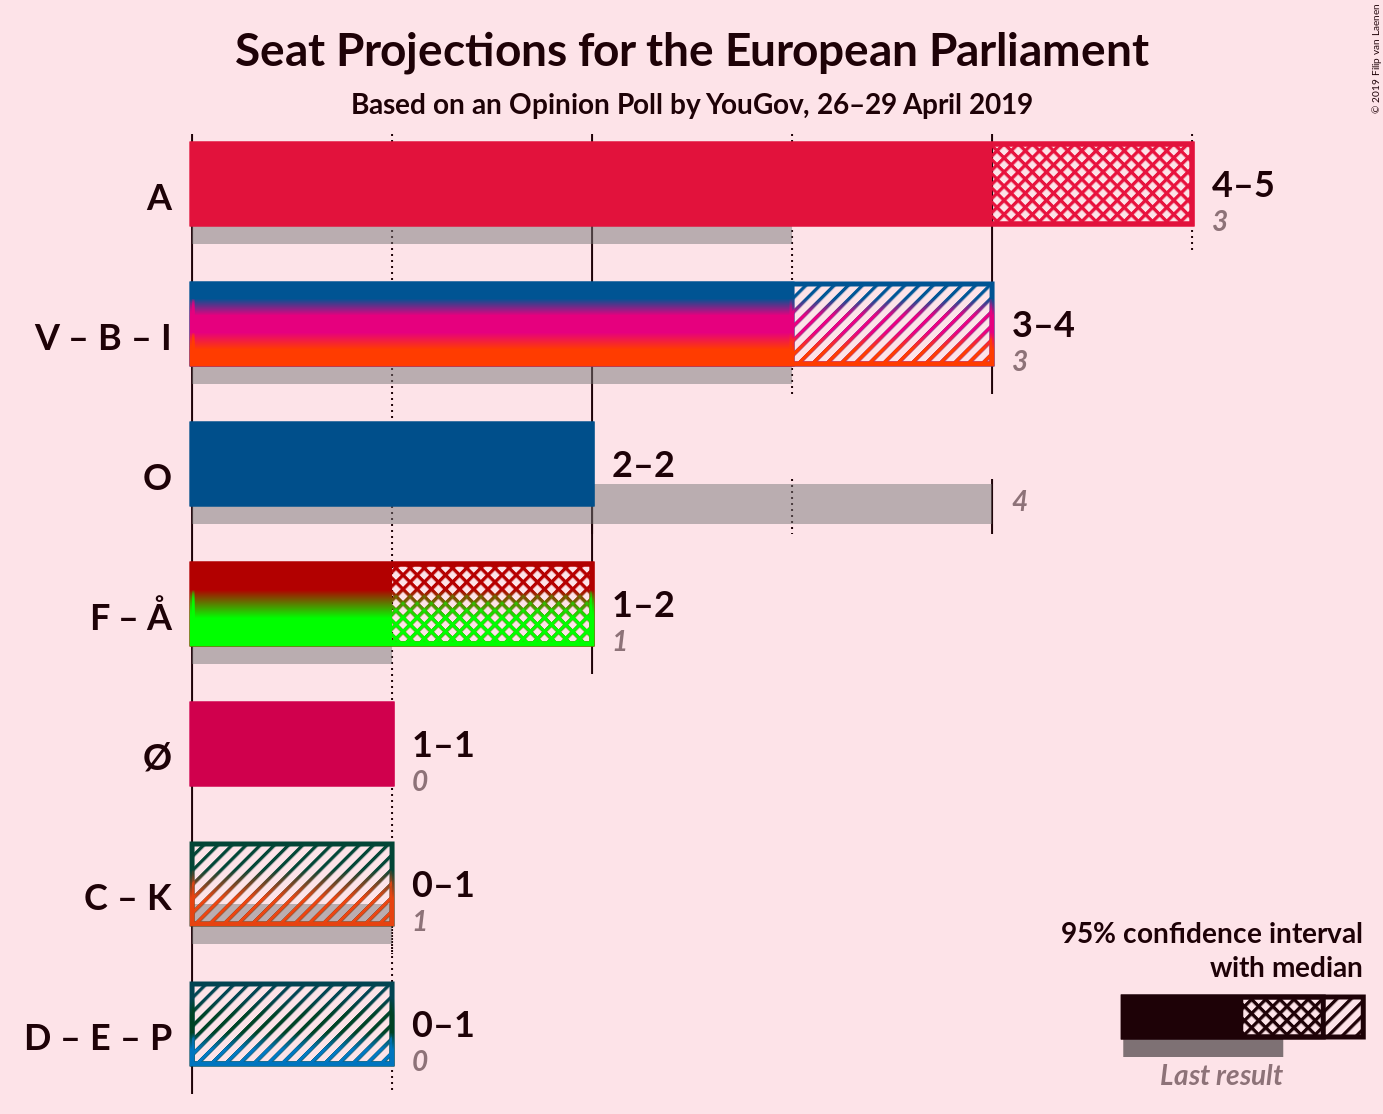 Seat Projections for the European Parliament
Based on an Opinion Poll by YouGov, 26–29 April 2019
© 2019 Filip van Laenen
A
4–5
3
V – B – I
3–4
3
O
2–2
4
F – Å
1–2
1
Ø
1–1
0
C – K
0–1
1
D – E – P
0–1
0
95% confidence interval
with median
Last result